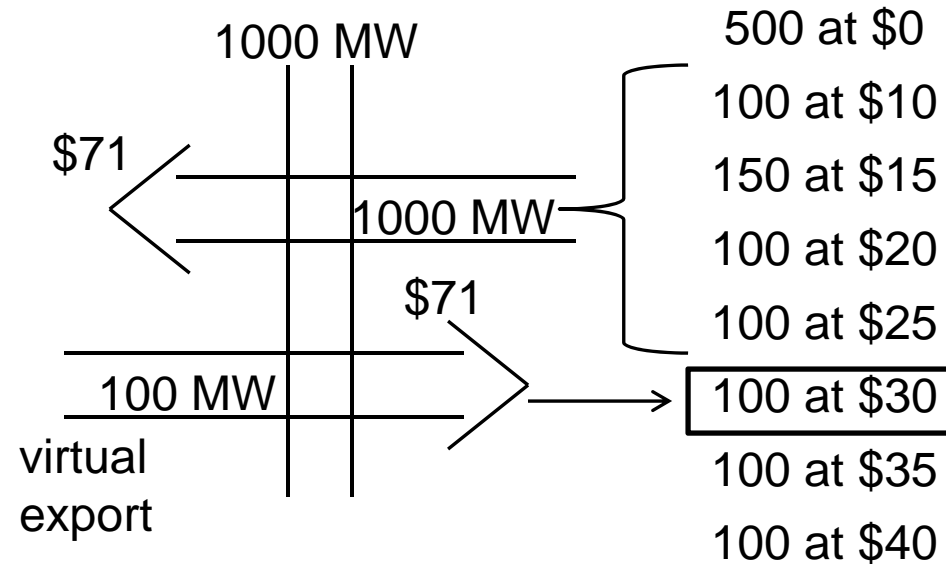 1000 MW
$71
1000 MW
$71
100 MW
virtual
export
500 at $0
100 at $10
150 at $15
100 at $20
100 at $25
100 at $30
100 at $35
100 at $40